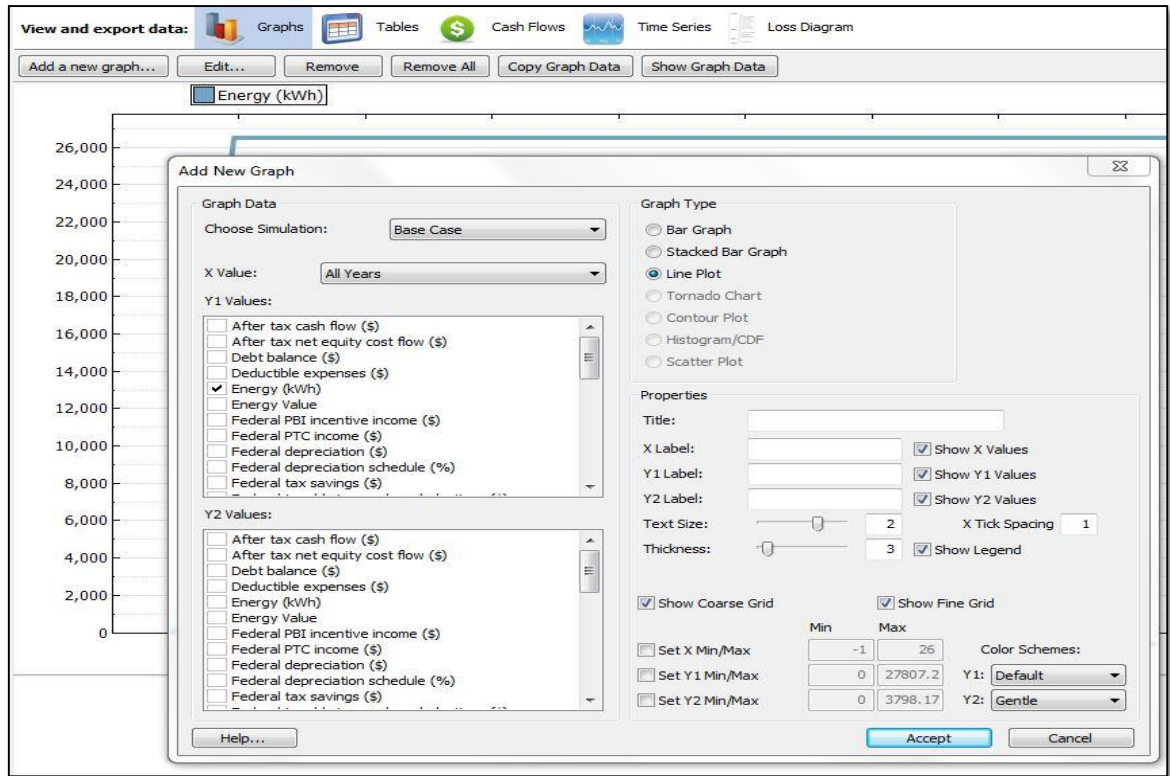 View and export data: Graphs Tables Cash Flows Time Series Loss Diagram
Add a new graph... Edit... Remove Remove All Copy Graph Data Show Graph Data
Energy (kWh)
26,000
24,000
22,000
20,000
18,000
16,000
14,000
12,000
10,000
8,000
6,000
4,000
2,000
0
Add New Graph
Graph Data
Choose Simulation: Base Case
X Value: All Years
Y1 Values:
After tax cash flow ($)
After tax net equity cost flow ($)
Debt balance ($)
Deductible expenses ($)
Energy (kWh)
Energy Value
Federal PBI incentive income ($)
Federal PTC income ($)
Federal depreciation ($)
Federal depreciation schedule (%)
Federal tax savings ($)
Y2 Values:
After tax cash flow ($)
After tax net equity cost flow ($)
Debt balance ($)
Deductible expenses ($)
Energy (kWh)
Energy Value
Federal PBI incentive income ($)
Federal PTC income ($)
Federal depreciation ($)
Federal depreciation schedule (%)
Federal tax savings ($)
Graph Type
Bar Graph
Stacked Bar Graph
Line Plot
Tornado Chart
Contour Plot
Histogram/CDF
Scatter Plot
Properties
Title:
X Label: Show X Values
Y1 Label: Show Y1 Values
Y2 Label: Show Y2 Values
Text Size: 2 X Tick Spacing 1
Thickness: 3 Show Legend
Show Coarse Grid Show Fine Grid
Min Max
Set X Min/Max -1 26 Color Schemes:
Set Y1 Min/Max 0 27807.2 Y1: Default
Set Y2 Min/Max 0 3798.17 Y2: Gentle
Help... Accept Cancel